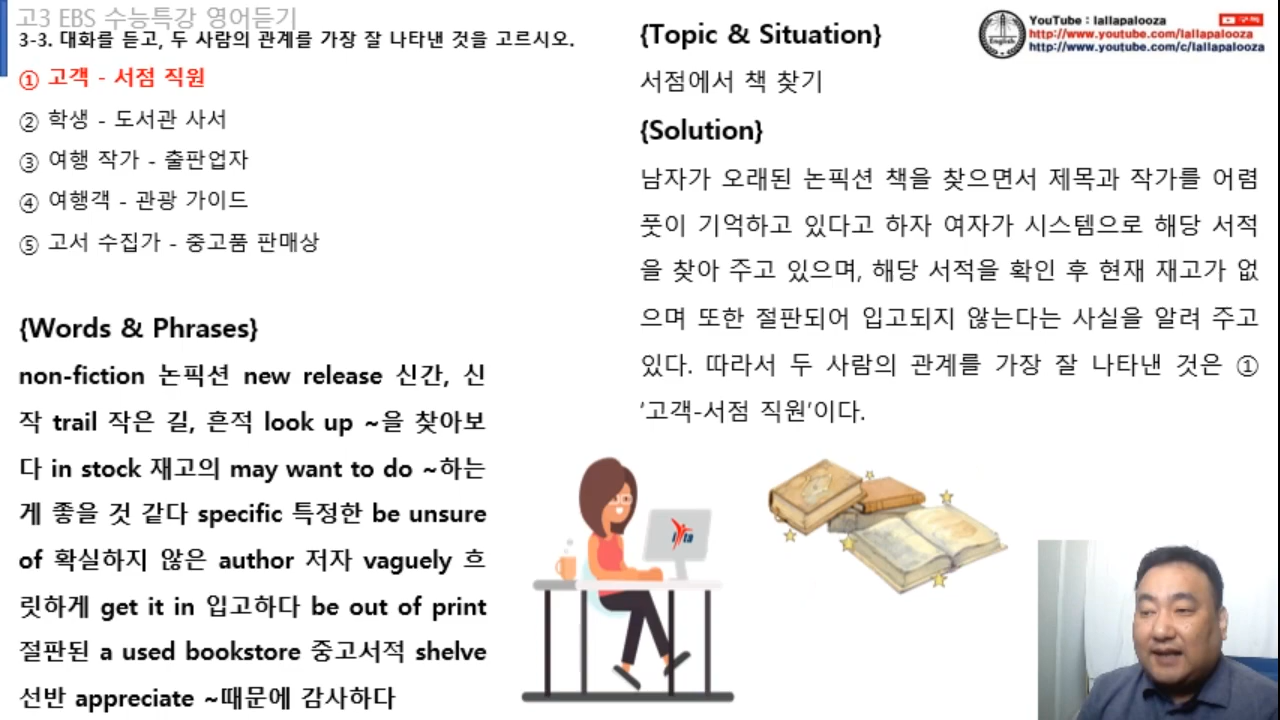 고3 EBS 수능특강 영어듣기
3-3. 대화를 듣고, 두 사람의 관계를 가장 잘 나타낸 것을 고르시오.
① 고객 - 서점 직원
② 학생 - 도서관 사서
③ 여행 작가 - 출판업자
④ 여행객 - 관광 가이드
⑤ 고서 수집가 - 중고품 판매상
{Words & Phrases}
non-fiction 논픽션 new release 신간, 신
작 trail 작은 길, 흔적 look up ~을 찾아보
다 in stock 재고의 may want to do ~하는
게 좋을 것 같다 specific 특정한 be unsure
of 확실하지 않은 author 저자 vaguely 흐
릿하게 get it in 입고하다 be out of print
절판된 a used bookstore 중고서적 shelve
선반 appreciate ~때문에 감사하다
{Topic & Situation}
서점에서 책 찾기
{Solution}
남자가 오래된 논픽션 책을 찾으면서 제목과 작가를 어렴
풋이 기억하고 있다고 하자 여자가 시스템으로 해당 서적
을 찾아 주고 있으며, 해당 서적을 확인 후 현재 재고가 없
으며 또한 절판되어 입고되지 않는다는 사실을 알려 주고
있다. 따라서 두 사람의 관계를 가장 잘 나타낸 것은 ①
‘고객-서점 직원’이다.
YouTube : lallapalooza
구독
http://www.youtube.com/lallapalooza
http://www.youtube.com/c/lallapalooza
English